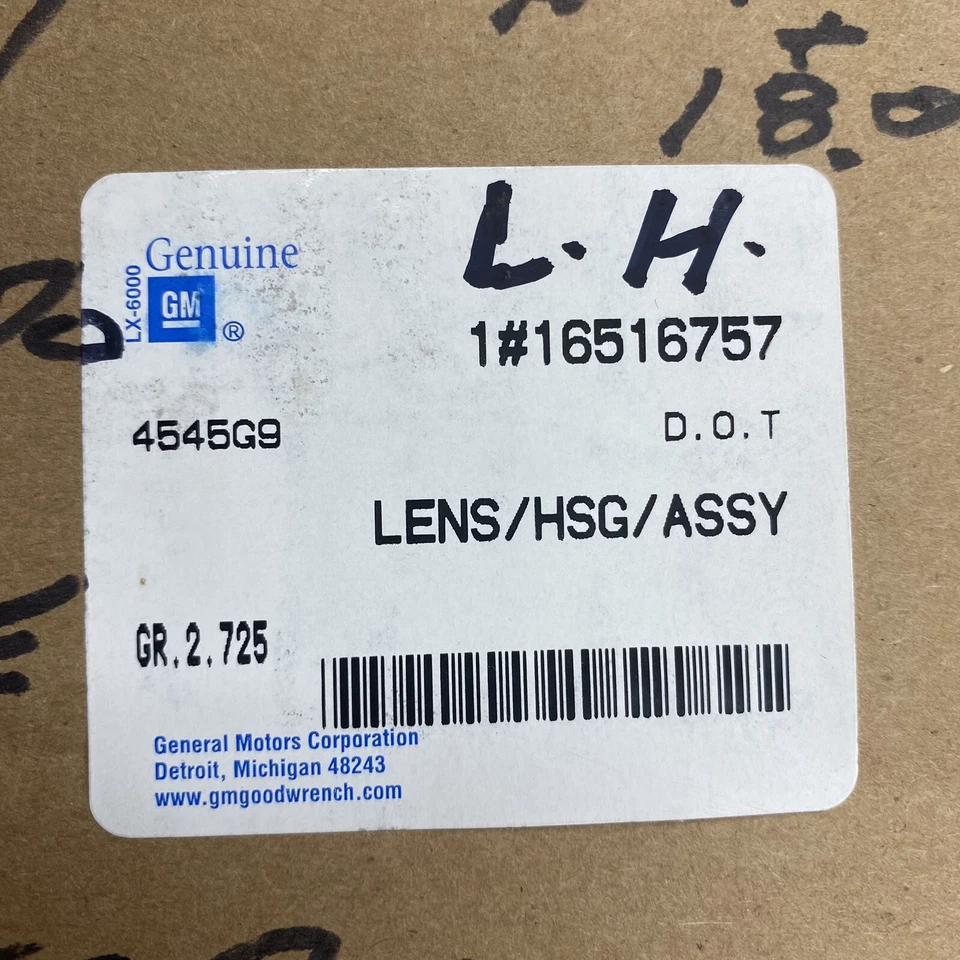 18.0
L.H.
Genuine
LX-6000
GM
®
1#16516757
4545G9
D.O.T
LENS/HSG/ASSY
GR.2.725
General Motors Corporation
Detroit, Michigan 48243
www.gmgoodwrench.com